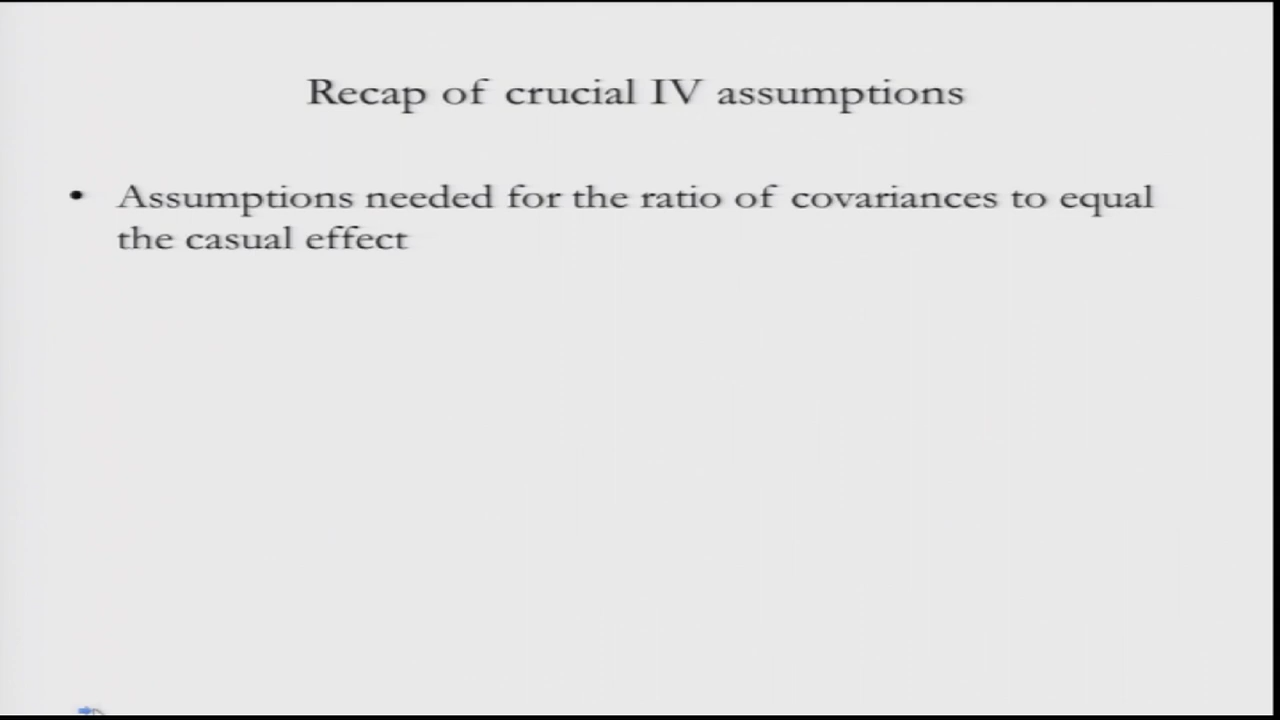 Recap of crucial IV assumptions
• Assumptions needed for the ratio of covariances to equal
the casual effect